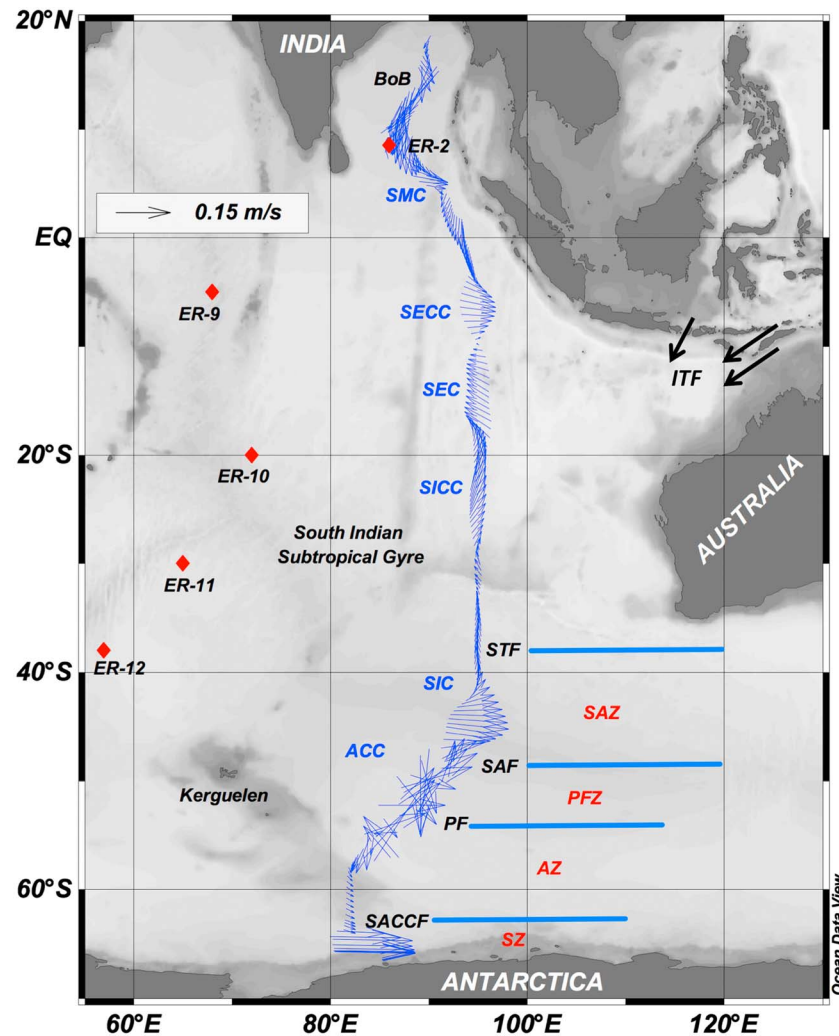 20°N
INDIA
BoB
ER-2
SMC
0.15 m/s
EQ
ER-9
SECC
ITF
SEC
20°S
ER-10
SICC
AUSTRALIA
South Indian
Subtropical Gyre
ER-11
STF
ER-12
40°S
SIC
SAZ
ACC
SAF
Kerguelen
PFZ
PF
AZ
60°S
SACCF
SZ
ANTARCTICA
Ocean Data View
60°E
80°E
100°E
120°E